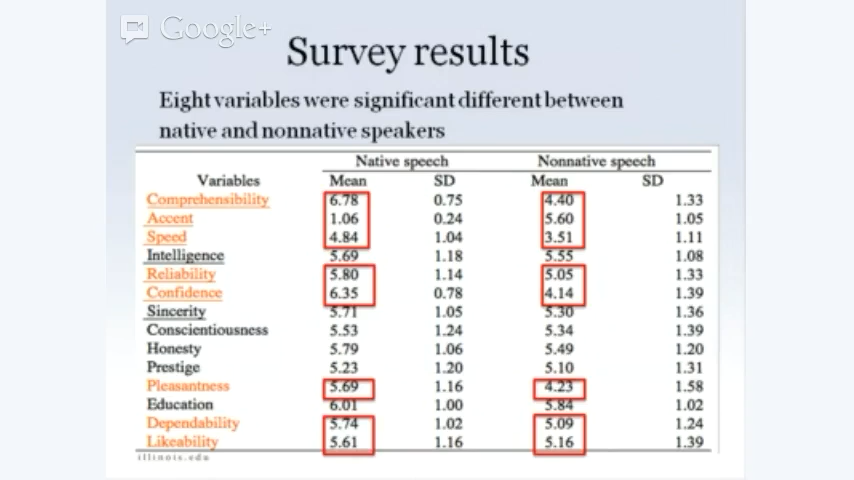 Google+
Survey results
Eight variables were significant different between
native and nonnative speakers
Native speech Nonnative speech
Variables Mean SD Mean SD
Comprehensibility 6.78 0.75 4.40 1.33
Accent 1.06 0.24 5.60 1.05
Speed 4.84 1.04 3.51 1.11
Intelligence 5.69 1.18 5.55 1.08
Reliability 5.80 1.14 5.05 1.33
Confidence 6.35 0.78 4.14 1.39
Sincerity 5.71 1.05 5.30 1.36
Conscientiousness 5.53 1.24 5.34 1.39
Honesty 5.79 1.06 5.49 1.20
Prestige 5.23 1.20 5.10 1.31
Pleasantness 5.69 1.16 4.23 1.58
Education 6.01 1.00 5.84 1.02
Dependability 5.74 1.02 5.09 1.24
Likeability 5.61 1.16 5.16 1.39
illinois.edu